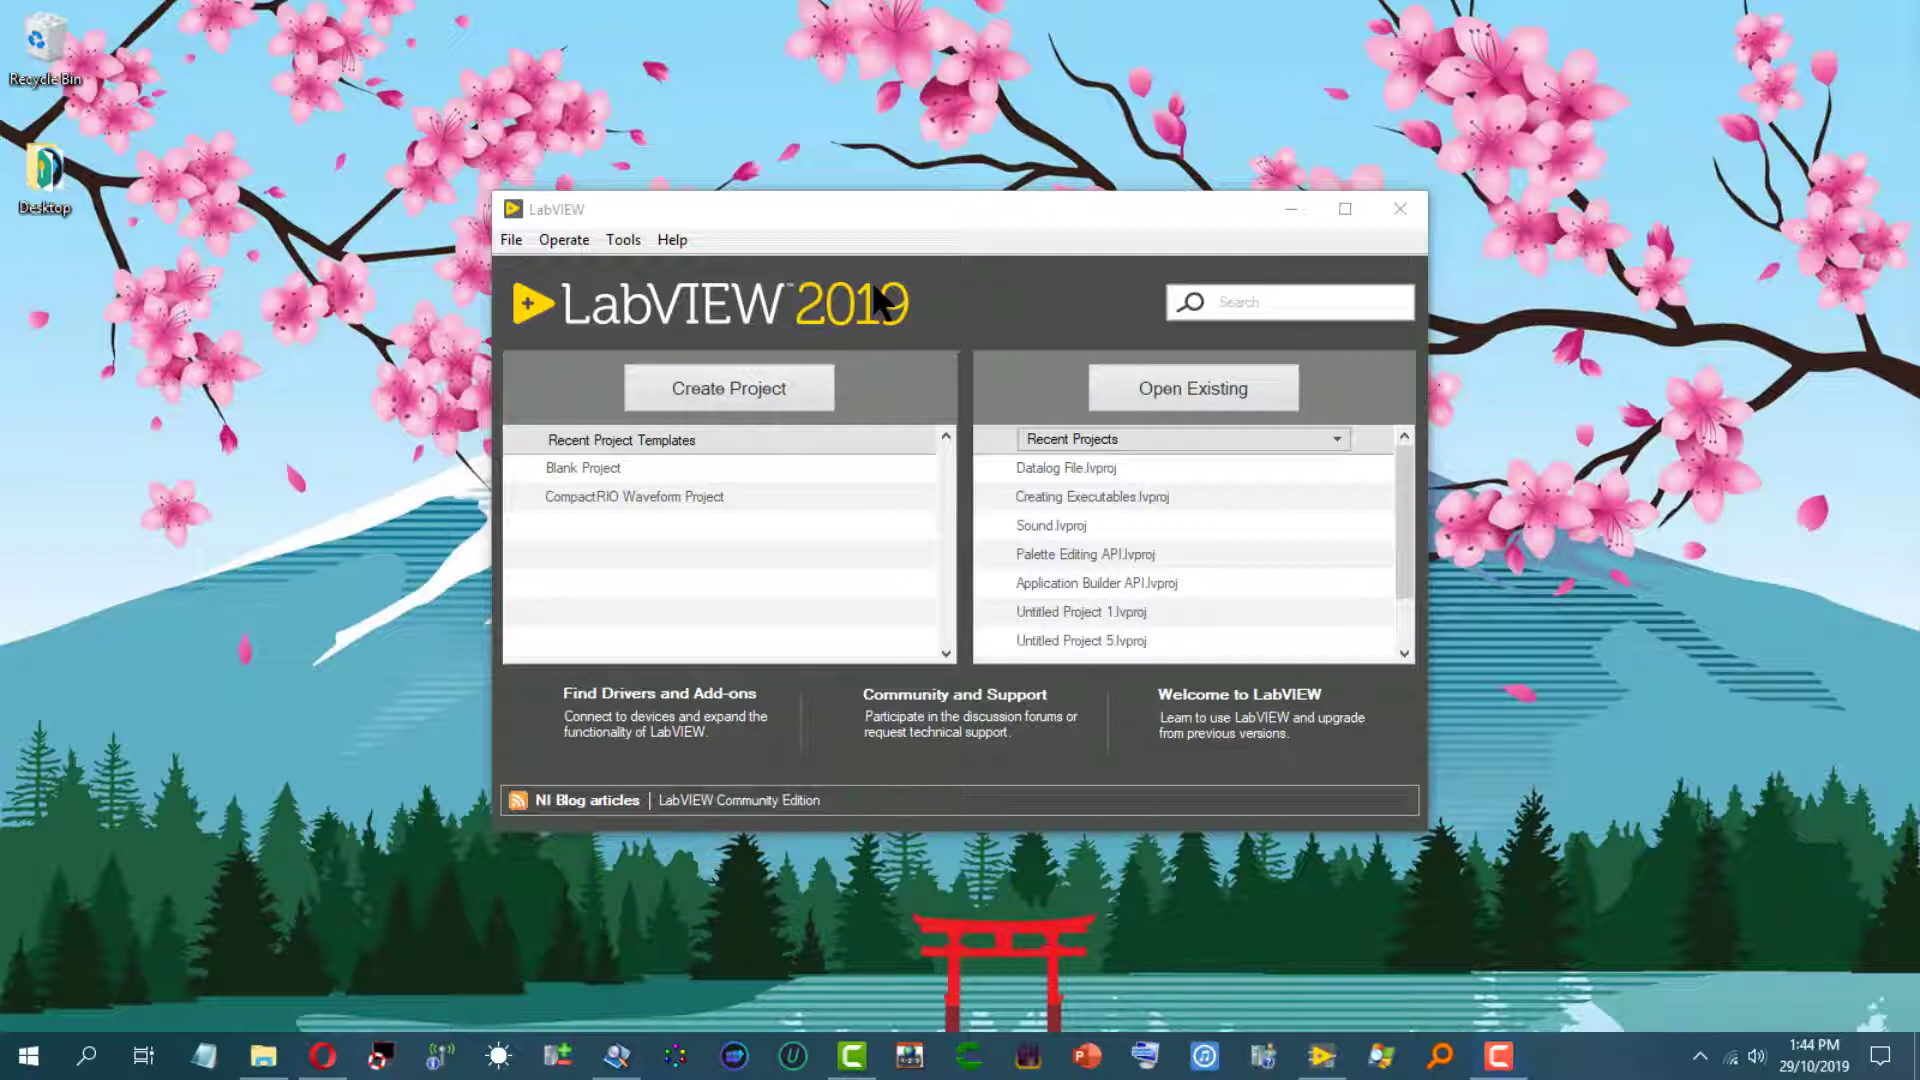 Recycle Bin
Desktop
LabVIEW
File Operate Tools Help
LabVIEW™ 2019
Search
Create Project
Open Existing
Recent Project Templates
Blank Project
CompactRIO Waveform Project
Recent Projects
Datalog File.lvproj
Creating Executables.lvproj
Sound.lvproj
Palette Editing API.lvproj
Application Builder API.lvproj
Untitled Project 1.lvproj
Untitled Project 5.lvproj
Find Drivers and Add-ons
Connect to devices and expand the
functionality of LabVIEW.
Community and Support
Participate in the discussion forums or
request technical support.
Welcome to LabVIEW
Learn to use LabVIEW and upgrade
from previous versions.
NI Blog articles | LabVIEW Community Edition
1:44 PM
29/10/2019